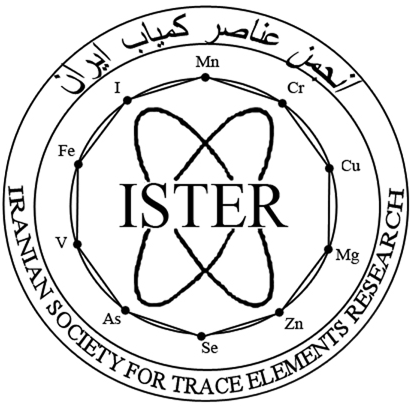 انجمن عناصر کمیاب ایران
Mn
Cr
Cu
Mg
Zn
Se
As
V
Fe
I
ISTER
IRANIAN SOCIETY FOR TRACE ELEMENTS RESEARCH